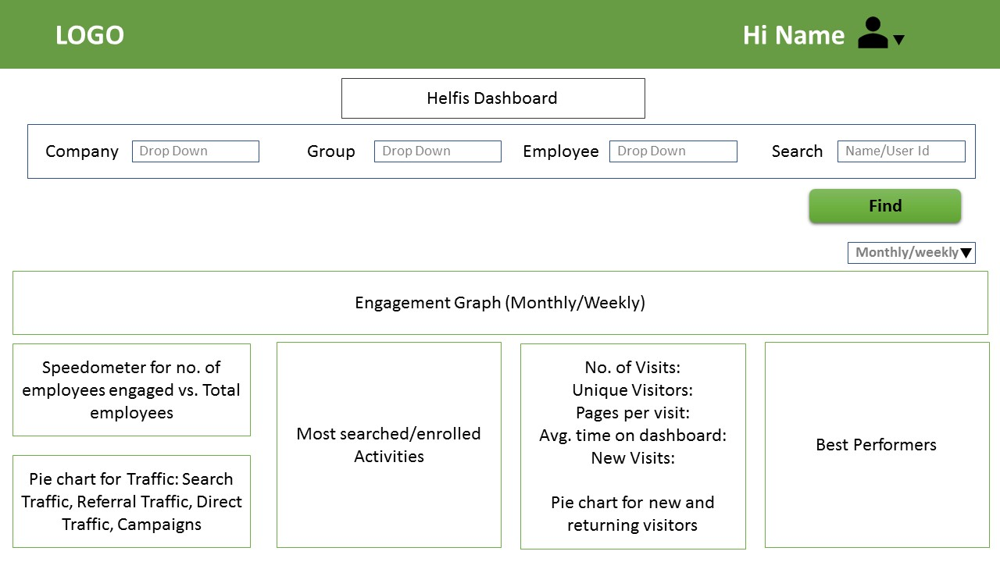 LOGO
Hi Name
Helfis Dashboard
Company Drop Down Group Drop Down Employee Drop Down Search Name/User Id
Find
Monthly/weekly
Engagement Graph (Monthly/Weekly)
Speedometer for no. of
employees engaged vs. Total
employees
Pie chart for Traffic: Search
Traffic, Referral Traffic, Direct
Traffic, Campaigns
Most searched/enrolled
Activities
No. of Visits:
Unique Visitors:
Pages per visit:
Avg. time on dashboard:
New Visits:
Pie chart for new and
returning visitors
Best Performers